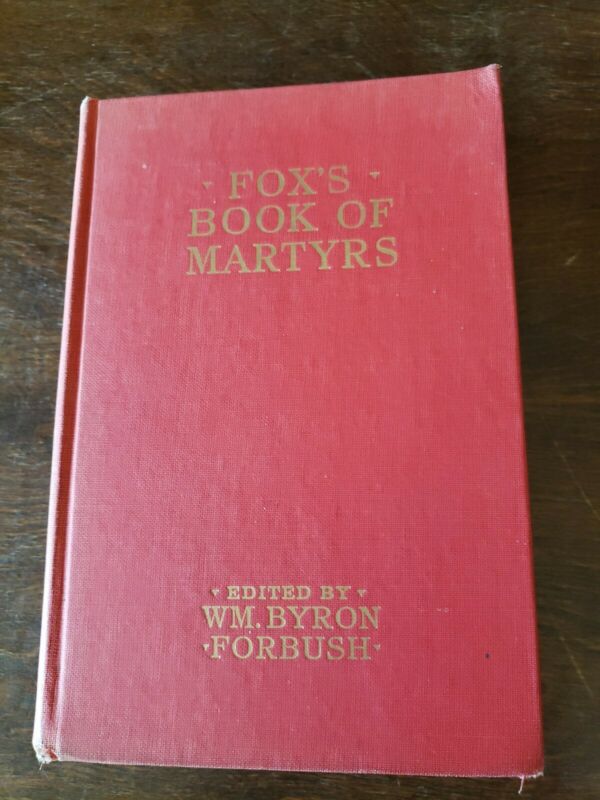 FOX'S
BOOK OF
MARTYRS
EDITED BY
WM. BYRON
FORBUSH